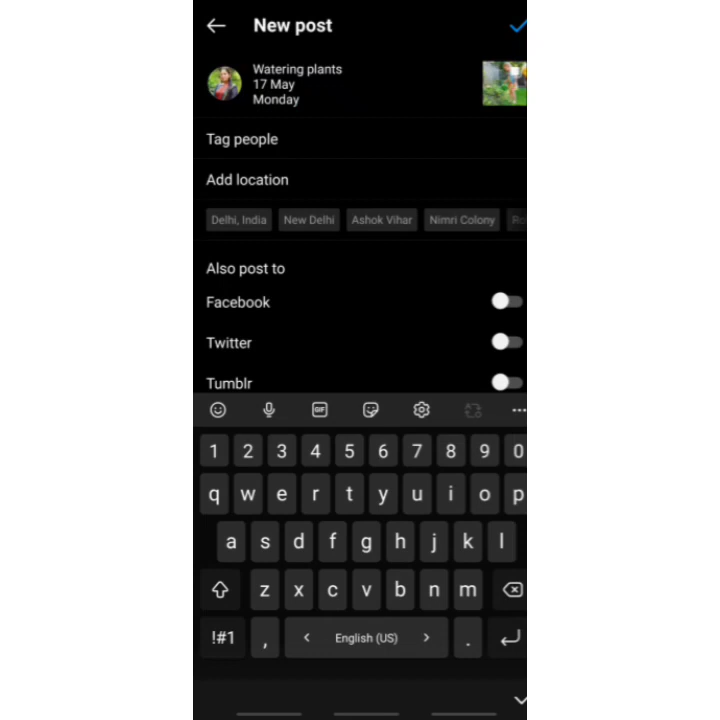 New post
Watering plants
17 May
Monday
Tag people
Add location
Delhi, India New Delhi Ashok Vihar Nimri Colony
Also post to
Facebook
Twitter
Tumblr
GIF
1 2 3 4 5 6 7 8 9 0
q w e r t y u i o p
a s d f g h j k l
z x c v b n m
!#1 , < English (US) > .